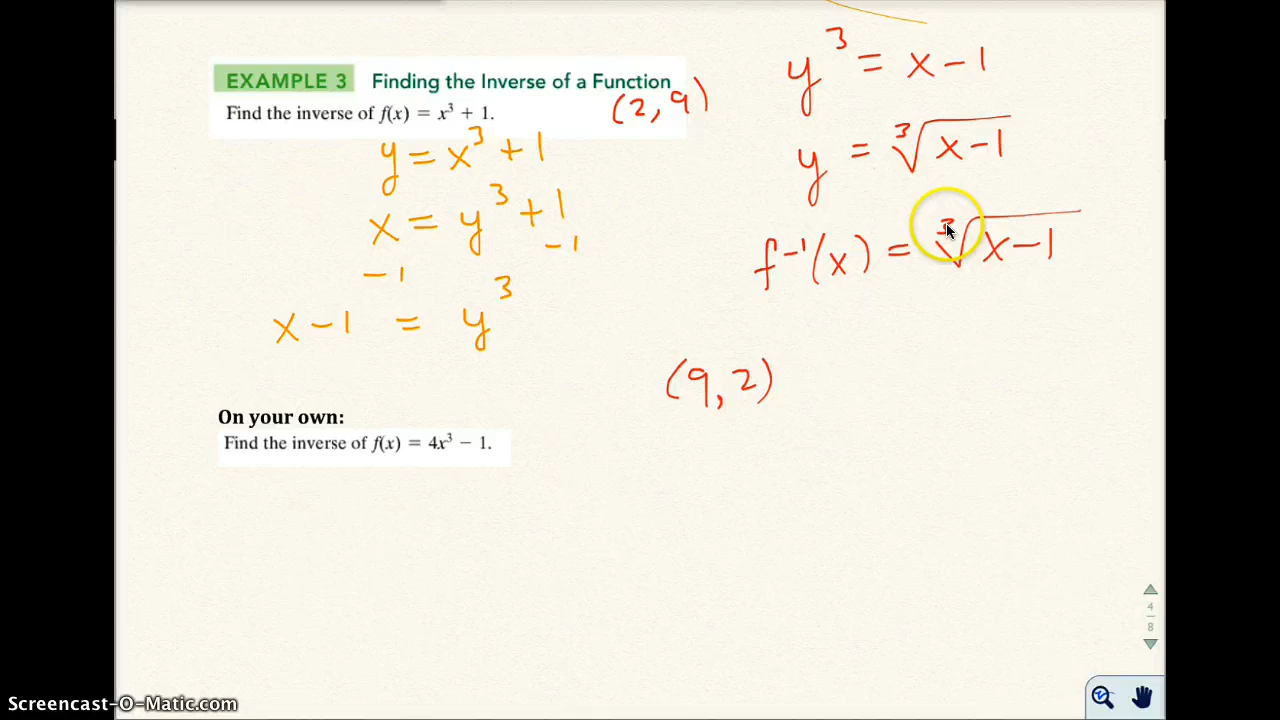 EXAMPLE 3 Finding the Inverse of a Function
Find the inverse of f(x) = x³ + 1.
(2, 9)
y = x³ + 1
x = y³ + 1
-1 -1
x - 1 = y³
y³ = x - 1
y = ∛(x-1)
f⁻¹(x) = ∛(x-1)
(9, 2)
On your own:
Find the inverse of f(x) = 4x³ − 1.
4
8
Screencast-O-Matic.com